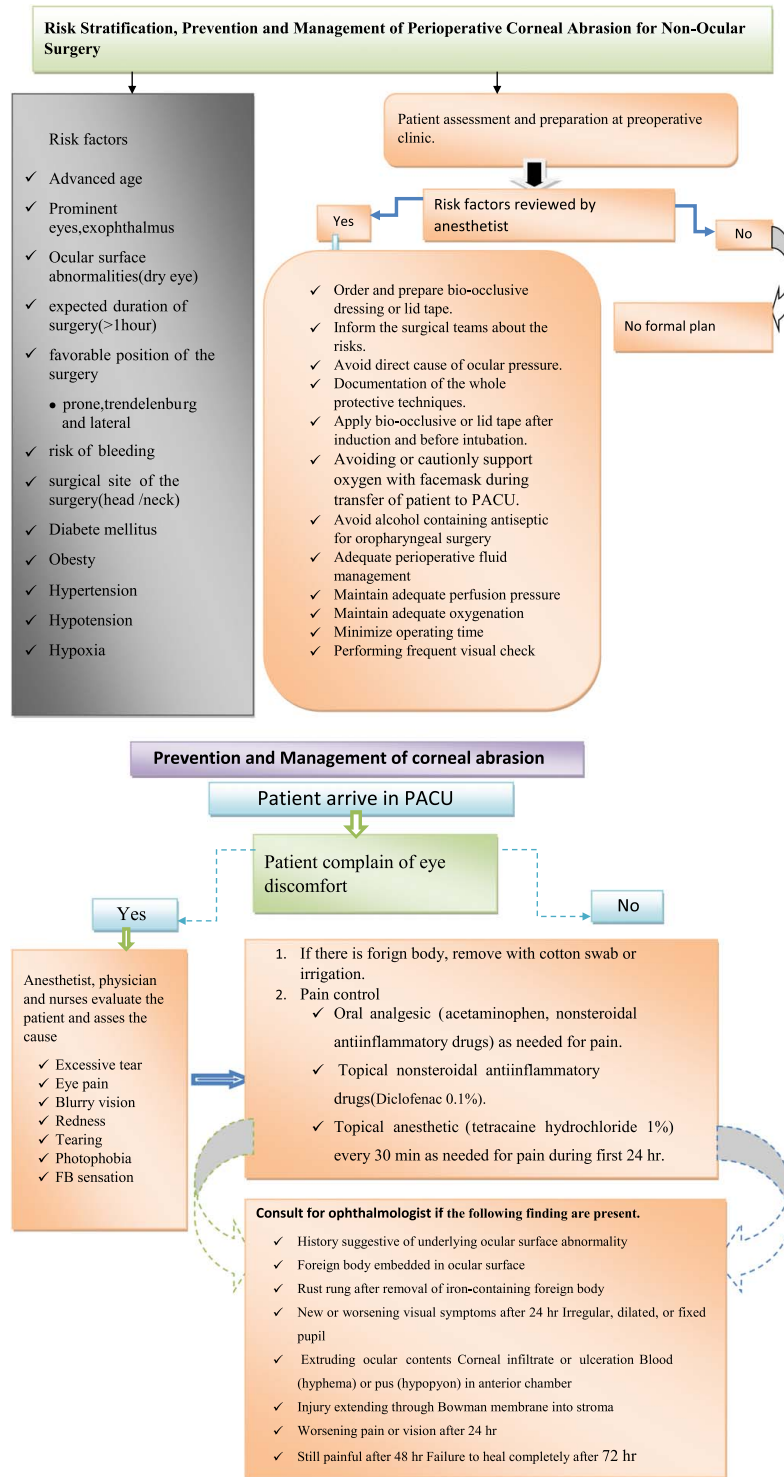 Risk Stratification, Prevention and Management of Perioperative Corneal Abrasion for Non-Ocular
Surgery
Risk factors
✓ Advanced age
✓ Prominent
eyes,exophthalmus
✓ Ocular surface
abnormalities(dry eye)
✓ expected duration of
surgery(>1hour)
✓ favorable position of the
surgery
• prone,trendelenburg
and lateral
✓ risk of bleeding
✓ surgical site of the
surgery(head /neck)
✓ Diabete mellitus
✓ Obesty
✓ Hypertension
✓ Hypotension
✓ Hypoxia
Patient assessment and preparation at preoperative
clinic.
Risk factors reviewed by
anesthetist
Yes
No
No formal plan
✓ Order and prepare bio-occlusive
dressing or lid tape.
✓ Inform the surgical teams about the
risks.
✓ Avoid direct cause of ocular pressure.
✓ Documentation of the whole
protective techniques.
✓ Apply bio-occlusive or lid tape after
induction and before intubation.
✓ Avoiding or cautionly support
oxygen with facemask during
transfer of patient to PACU.
✓ Avoid alcohol containing antiseptic
for oropharyngeal surgery
✓ Adequate perioperative fluid
management
✓ Maintain adequate perfusion pressure
✓ Maintain adequate oxygenation
✓ Minimize operating time
✓ Performing frequent visual check
Prevention and Management of corneal abrasion
Patient arrive in PACU
Patient complain of eye
discomfort
Yes
No
Anesthetist, physician
and nurses evaluate the
patient and asses the
cause
✓ Excessive tear
✓ Eye pain
✓ Blurry vision
✓ Redness
✓ Tearing
✓ Photophobia
✓ FB sensation
1. If there is forign body, remove with cotton swab or
irrigation.
2. Pain control
✓ Oral analgesic (acetaminophen, nonsteroidal
antiinflammatory drugs) as needed for pain.
✓ Topical nonsteroidal antiinflammatory
drugs(Diclofenac 0.1%).
✓ Topical anesthetic (tetracaine hydrochloride 1%)
every 30 min as needed for pain during first 24 hr.
Consult for ophthalmologist if the following finding are present.
✓ History suggestive of underlying ocular surface abnormality
✓ Foreign body embedded in ocular surface
✓ Rust rung after removal of iron-containing foreign body
✓ New or worsening visual symptoms after 24 hr Irregular, dilated, or fixed
pupil
✓ Extruding ocular contents Corneal infiltrate or ulceration Blood
(hyphema) or pus (hypopyon) in anterior chamber
✓ Injury extending through Bowman membrane into stroma
✓ Worsening pain or vision after 24 hr
✓ Still painful after 48 hr Failure to heal completely after 72 hr